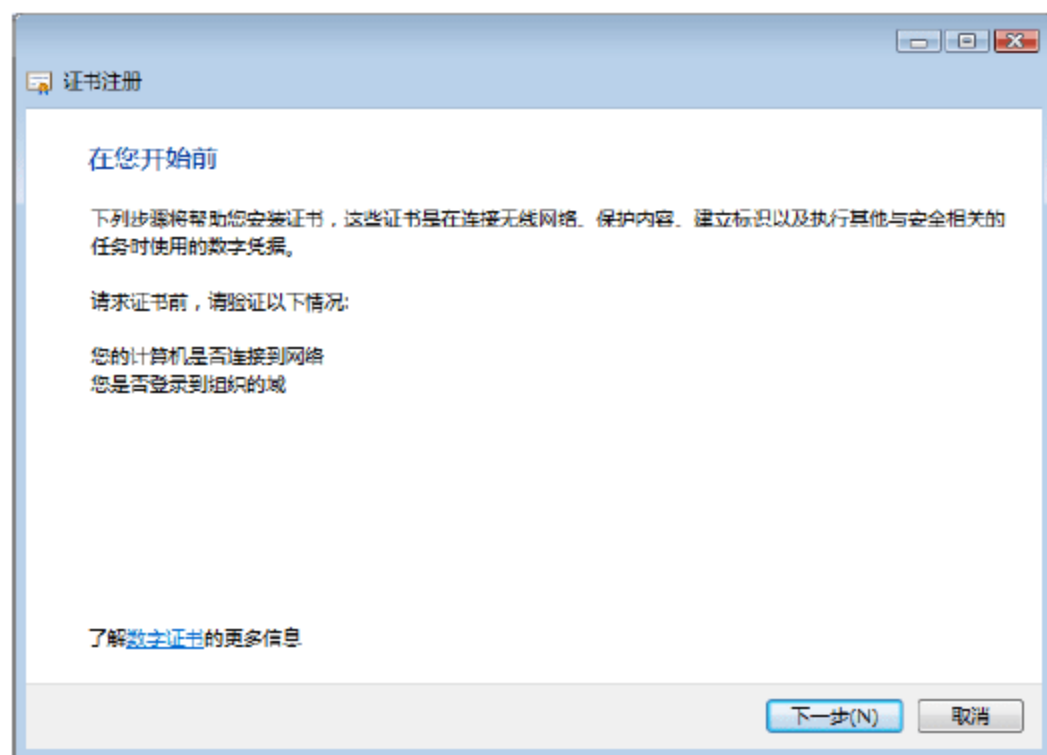 证书注册
在您开始前
下列步骤将帮助您安装证书，这些证书是在连接无线网络、保护内容、建立标识以及执行其他与安全相关的
任务时使用的数字凭据。
请求证书前，请验证以下情况:
您的计算机是否连接到网络
您是否登录到组织的域
了解数字证书的更多信息
下一步(N)
取消